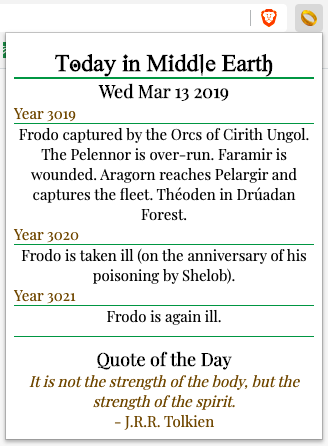 Today in Middle Earth
Wed Mar 13 2019
Year 3019
Frodo captured by the Orcs of Cirith Ungol.
The Pelennor is over-run. Faramir is
wounded. Aragorn reaches Pelargir and
captures the fleet. Théoden in Drúadan
Forest.
Year 3020
Frodo is taken ill (on the anniversary of his
poisoning by Shelob).
Year 3021
Frodo is again ill.
Quote of the Day
It is not the strength of the body, but the
strength of the spirit.
- J.R.R. Tolkien